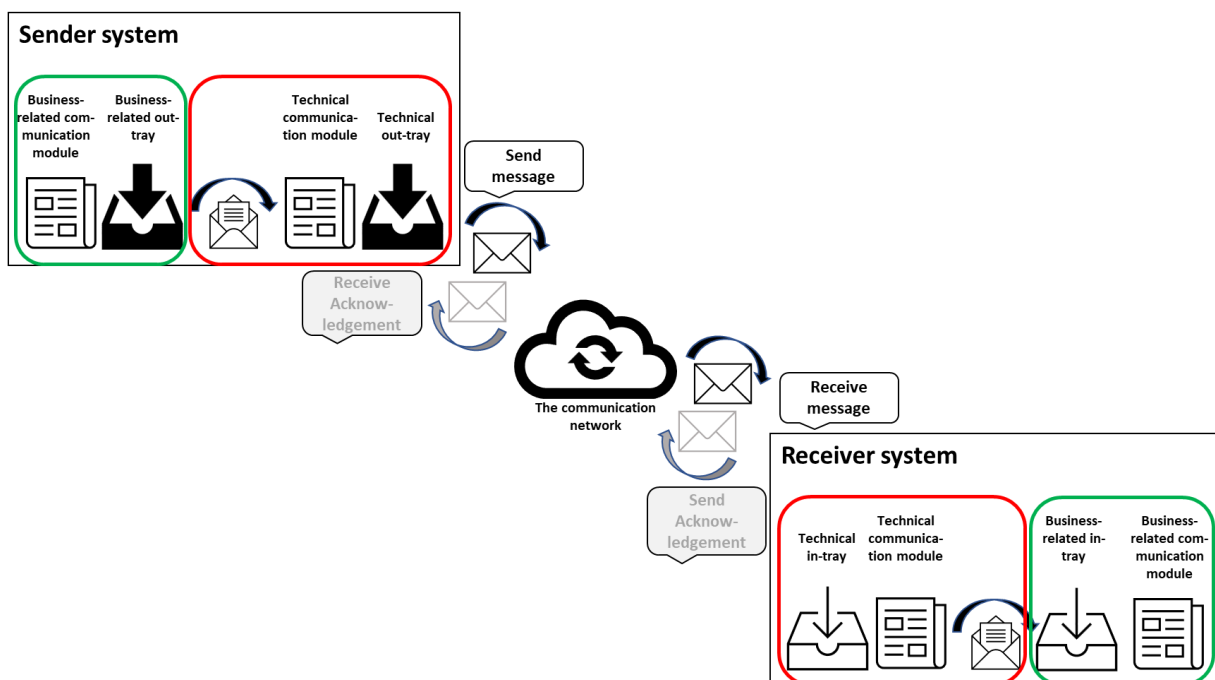 Sender system
Business-
related com-
munication
module
Business-
related out-
tray
Technical
communica-
tion module
Technical
out-tray
Send
message
Receive
Acknow-
ledgement
The communication
network
Receive
message
Send
Acknow-
ledgement
Receiver system
Technical
in-tray
Technical
communica-
tion module
Business-
related in-
tray
Business-
related com-
munication
module